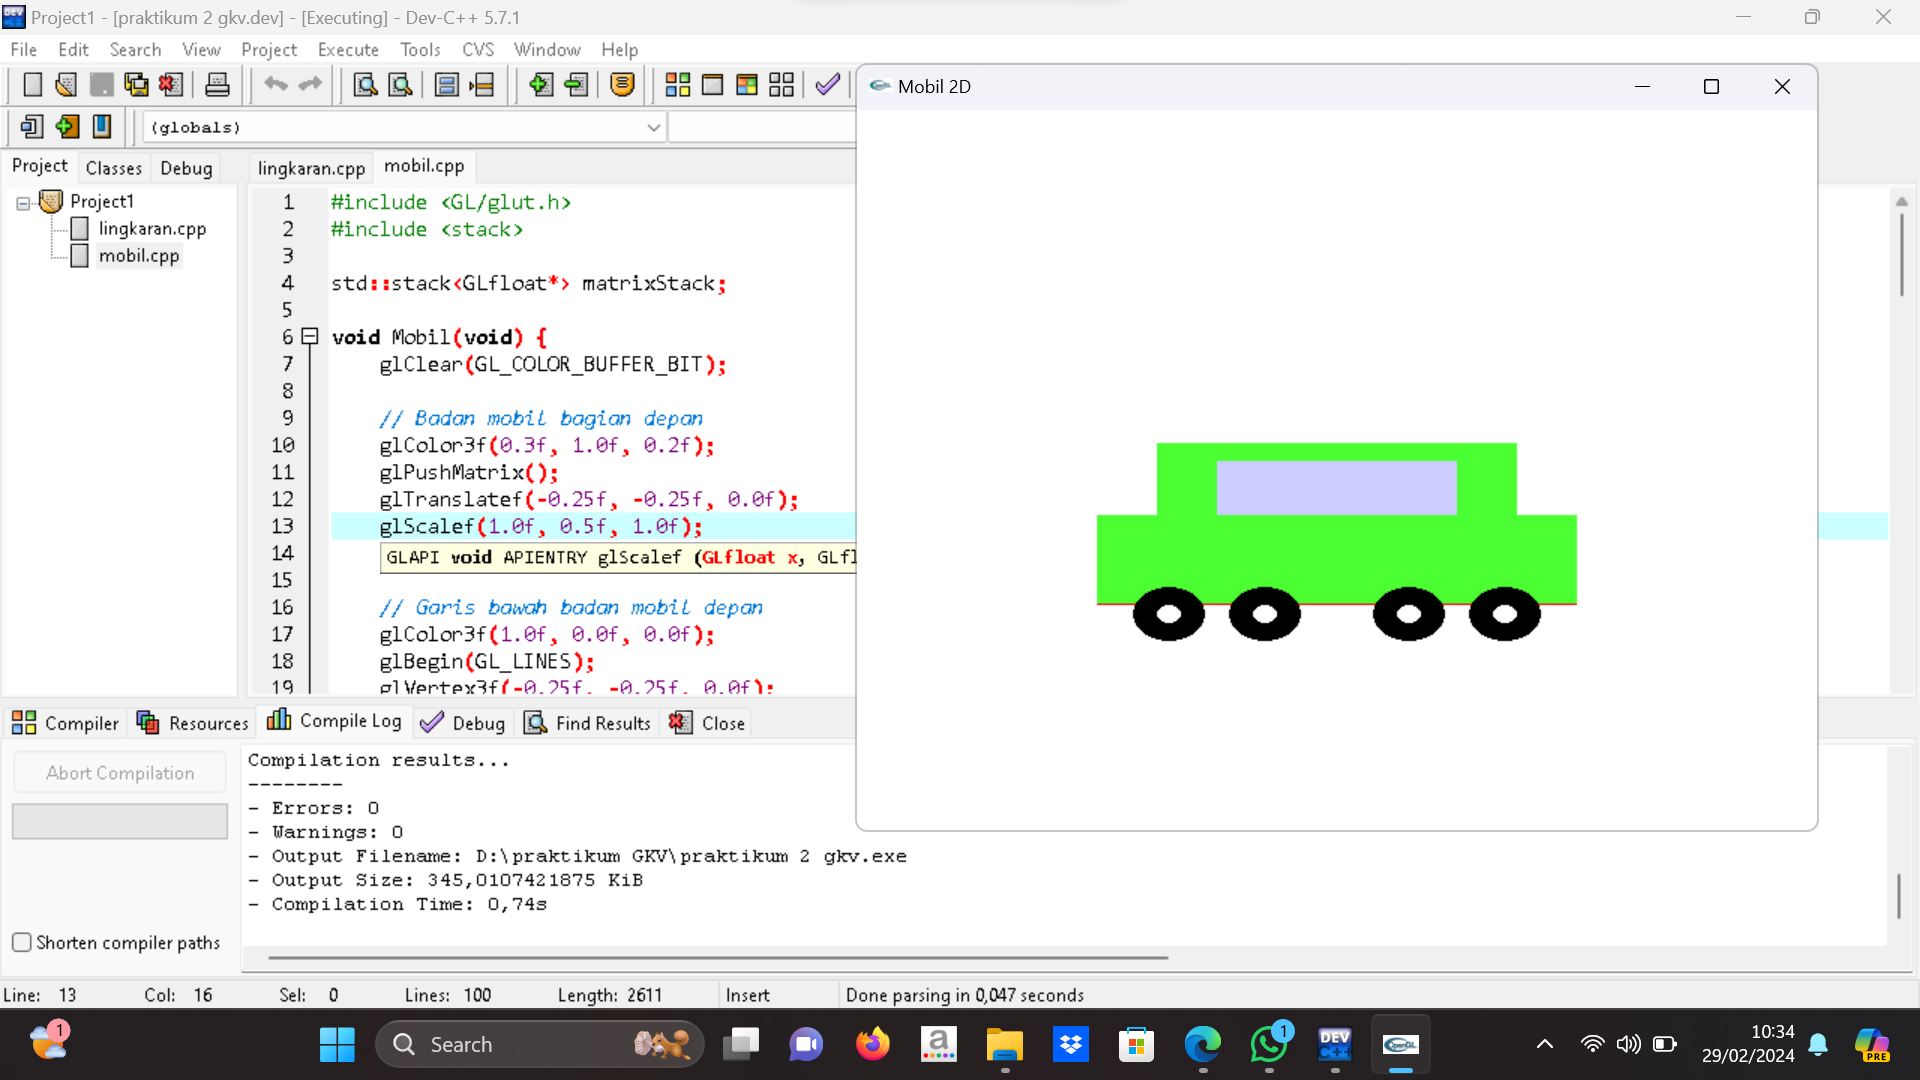 Project1 - [praktikum 2 gkv.dev] - [Executing] - Dev-C++ 5.7.1
File Edit Search View Project Execute Tools CVS Window Help
(globals)
Project Classes Debug
lingkaran.cpp mobil.cpp
Project1
lingkaran.cpp
mobil.cpp
1 #include <GL/glut.h>
2 #include <stack>
3
4 std::stack<GLfloat*> matrixStack;
5
6 void Mobil(void) {
7 glClear(GL_COLOR_BUFFER_BIT);
8
9 // Badan mobil bagian depan
10 glColor3f(0.3f, 1.0f, 0.2f);
11 glPushMatrix();
12 glTranslatef(-0.25f, -0.25f, 0.0f);
13 glScalef(1.0f, 0.5f, 1.0f);
14 GLAPI void APIENTRY glScalef (GLfloat x, GLfl
15
16 // Garis bawah badan mobil depan
17 glColor3f(1.0f, 0.0f, 0.0f);
18 glBegin(GL_LINES);
19 glVertex3f(-0.25f, -0.25f, 0.0f);
Mobil 2D
Compiler Resources Compile Log Debug Find Results Close
Abort Compilation
Shorten compiler paths
Compilation results...
--------
- Errors: 0
- Warnings: 0
- Output Filename: D:\praktikum GKV\praktikum 2 gkv.exe
- Output Size: 345,0107421875 KiB
- Compilation Time: 0,74s
Line: 13 Col: 16 Sel: 0 Lines: 100 Length: 2611 Insert Done parsing in 0,047 seconds
1
Search
a
1
DEV
C++
OpenGL
10:34
29/02/2024
PRE